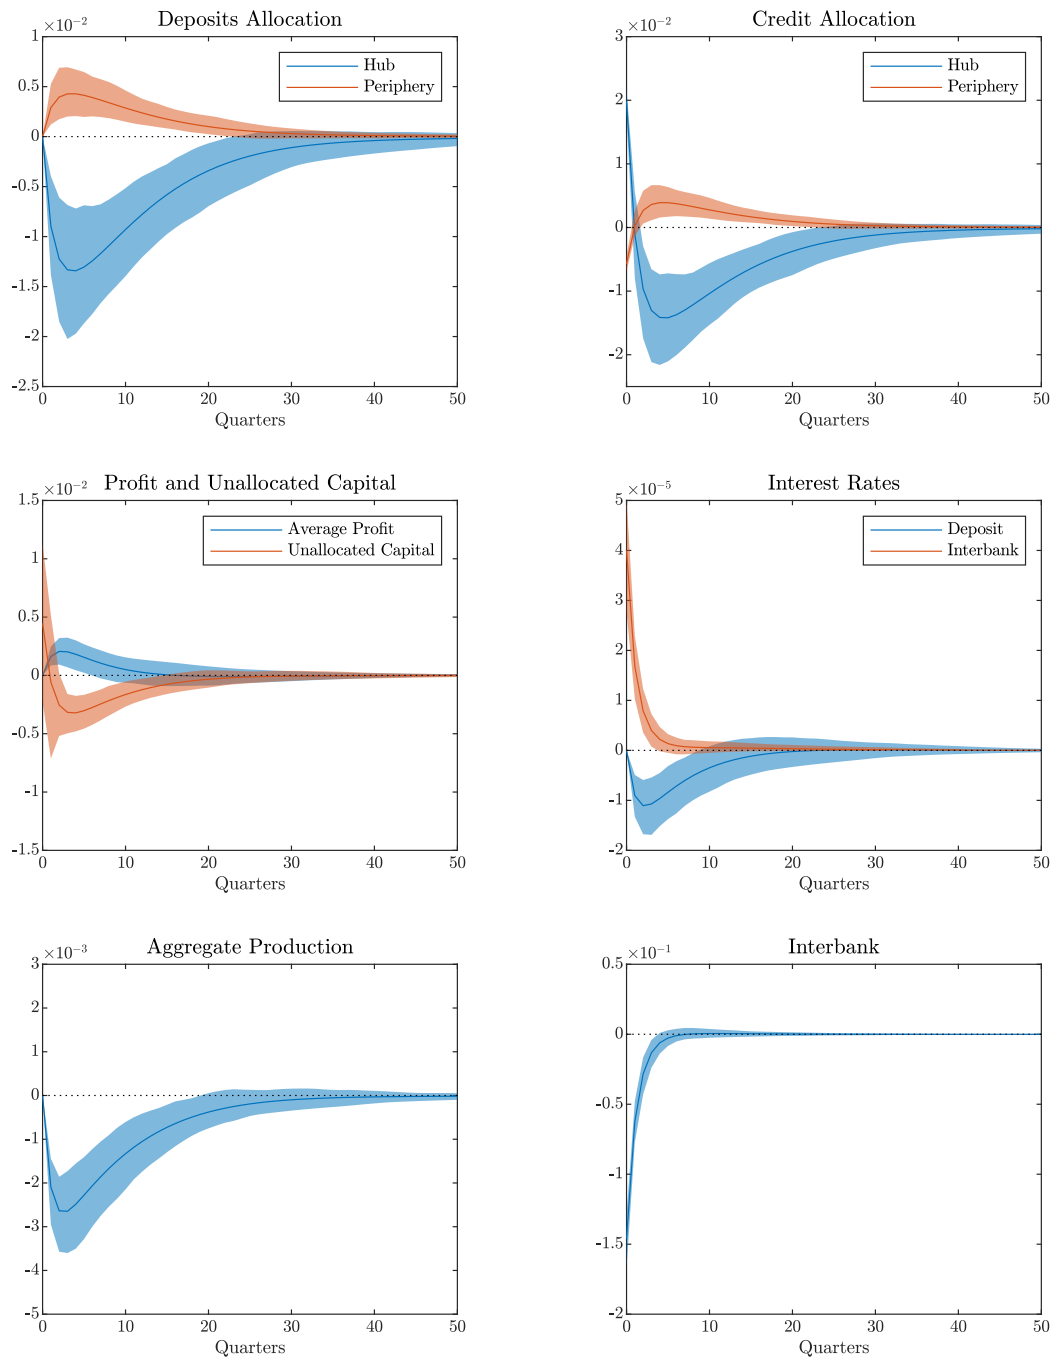 Deposits Allocation
×10⁻²
1
0.5
0
-0.5
-1
-1.5
-2
-2.5
Hub
Periphery
0 10 20 30 40 50
Quarters
Credit Allocation
×10⁻²
3
2
1
0
-1
-2
Hub
Periphery
0 10 20 30 40 50
Quarters
Profit and Unallocated Capital
×10⁻²
1.5
1
0.5
0
-0.5
-1
-1.5
Average Profit
Unallocated Capital
0 10 20 30 40 50
Quarters
Interest Rates
×10⁻⁵
5
4
3
2
1
0
-1
-2
Deposit
Interbank
0 10 20 30 40 50
Quarters
Aggregate Production
×10⁻³
3
2
1
0
-1
-2
-3
-4
-5
0 10 20 30 40 50
Quarters
Interbank
×10⁻¹
0.5
0
-0.5
-1
-1.5
-2
0 10 20 30 40 50
Quarters